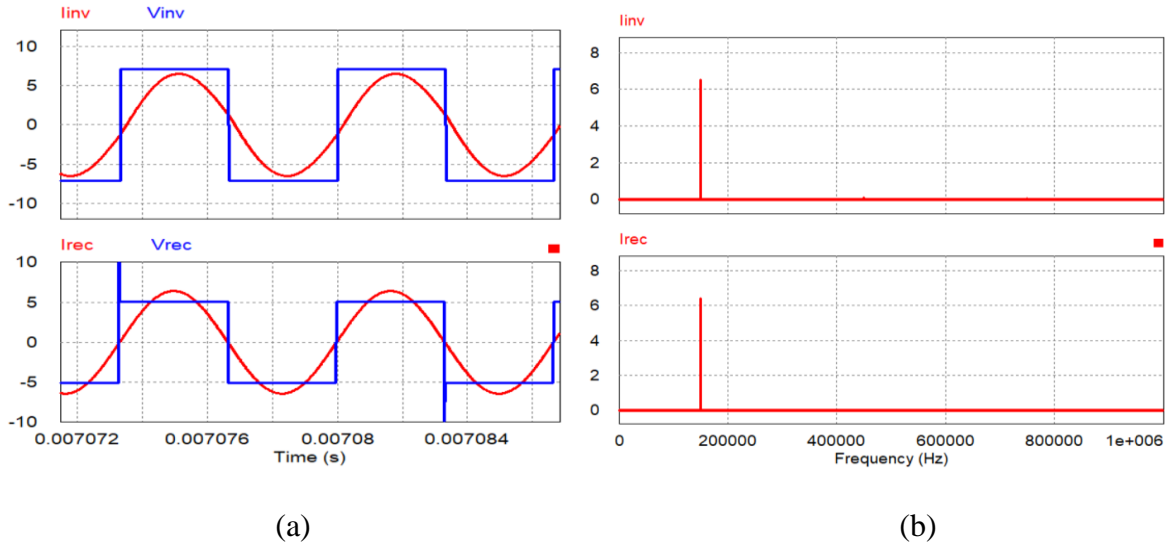 Iinv Vinv
10
5
0
-5
-10
Irec Vrec
10
5
0
-5
-10
0.007072 0.007076 0.00708 0.007084
Time (s)
(a)
Iinv
8
6
4
2
0
Irec
8
6
4
2
0
0 200000 400000 600000 800000 1e+006
Frequency (Hz)
(b)